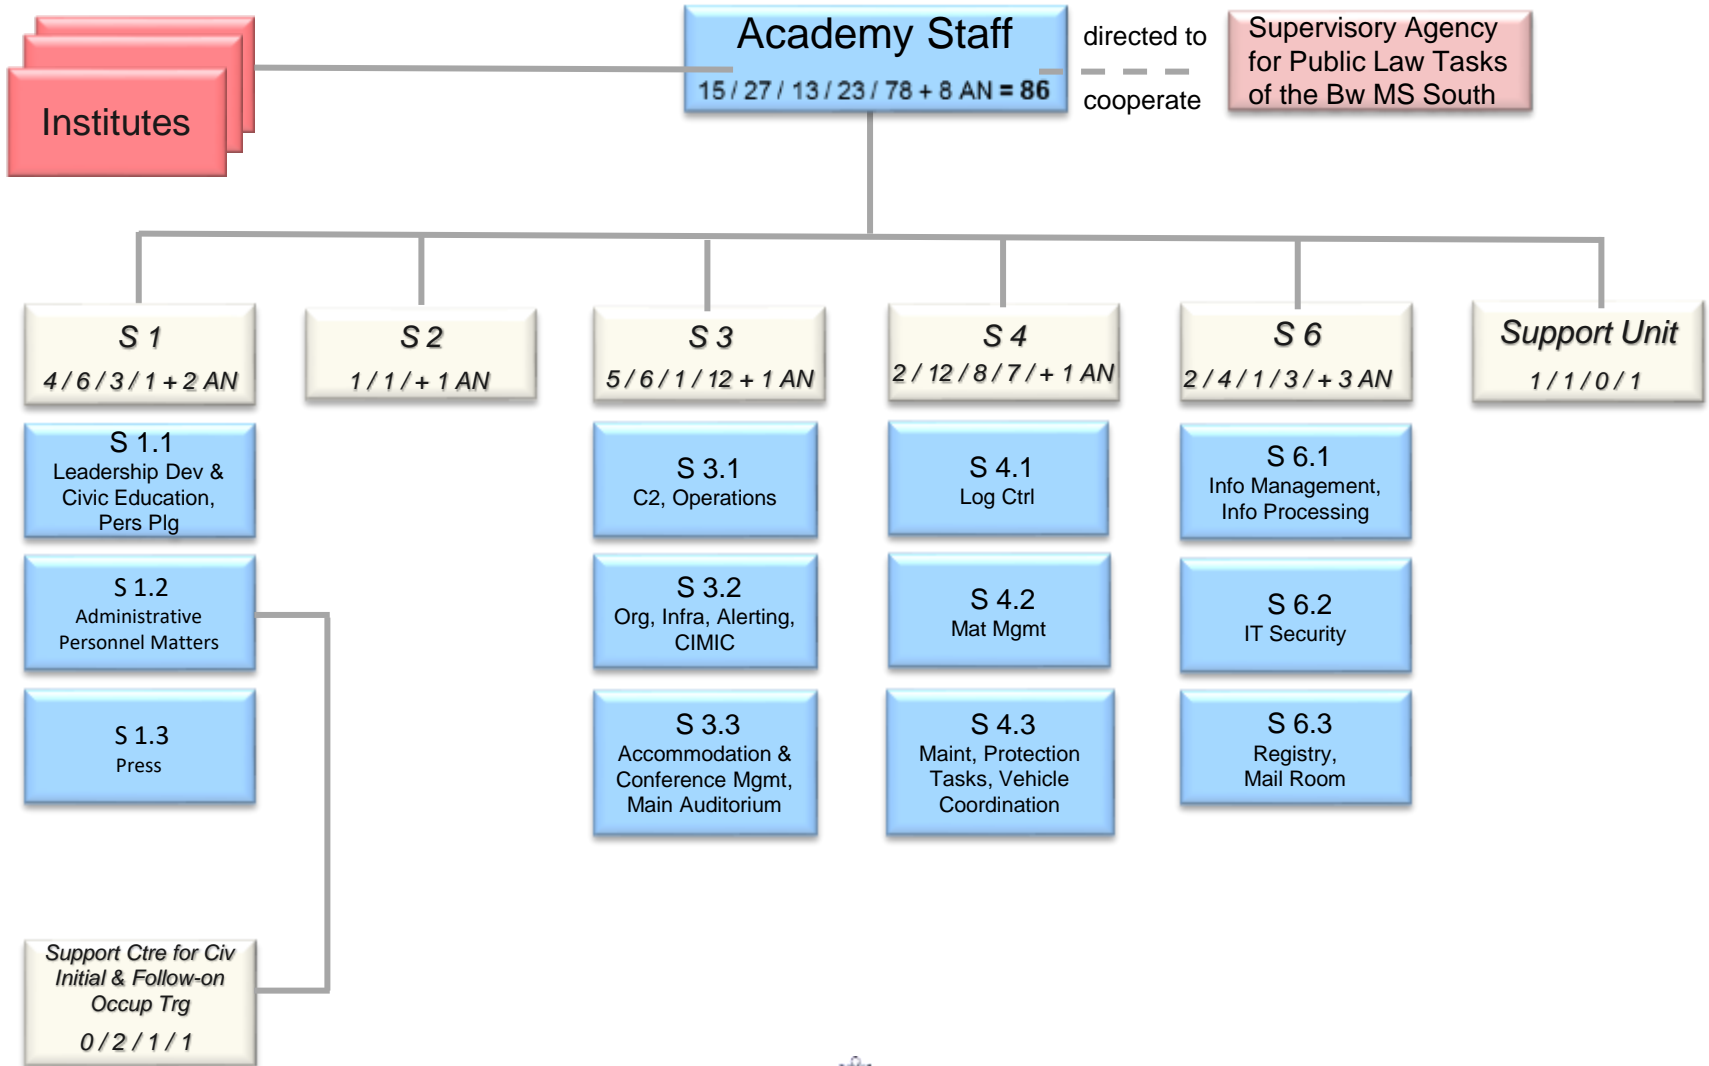 Institutes
Academy Staff
15 / 27 / 13 / 23 / 78 + 8 AN = 86
directed to
cooperate
Supervisory Agency
for Public Law Tasks
of the Bw MS South
S 1
4 / 6 / 3 / 1 + 2 AN
S 2
1 / 1 / + 1 AN
S 3
5 / 6 / 1 / 12 + 1 AN
S 4
2 / 12 / 8 / 7 / + 1 AN
S 6
2 / 4 / 1 / 3 / + 3 AN
Support Unit
1 / 1 / 0 / 1
S 1.1
Leadership Dev &
Civic Education,
Pers Plg
S 3.1
C2, Operations
S 4.1
Log Ctrl
S 6.1
Info Management,
Info Processing
S 1.2
Administrative
Personnel Matters
S 3.2
Org, Infra, Alerting,
CIMIC
S 4.2
Mat Mgmt
S 6.2
IT Security
S 1.3
Press
S 3.3
Accommodation &
Conference Mgmt,
Main Auditorium
S 4.3
Maint, Protection
Tasks, Vehicle
Coordination
S 6.3
Registry,
Mail Room
Support Ctre for Civ
Initial & Follow-on
Occup Trg
0 / 2 / 1 / 1